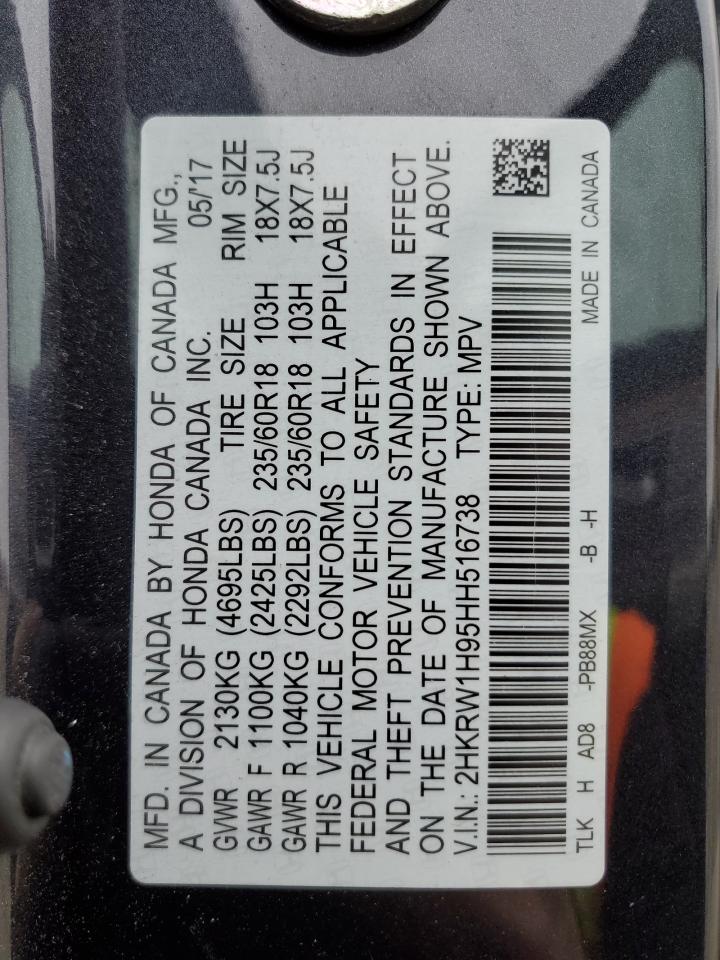 MFD. IN CANADA BY HONDA OF CANADA MFG.,
A DIVISION OF HONDA CANADA INC. 05/'17
GVWR 2130KG (4695LBS) TIRE SIZE RIM SIZE
GAWR F 1100KG (2425LBS) 235/60R18 103H 18X7.5J
GAWR R 1040KG (2292LBS) 235/60R18 103H 18X7.5J
THIS VEHICLE CONFORMS TO ALL APPLICABLE
FEDERAL MOTOR VEHICLE SAFETY
AND THEFT PREVENTION STANDARDS IN EFFECT
ON THE DATE OF MANUFACTURE SHOWN ABOVE.
V.I.N.: 2HKRW1H95HH516738 TYPE: MPV
TLK H AD8 -PB88MX -B -H MADE IN CANADA